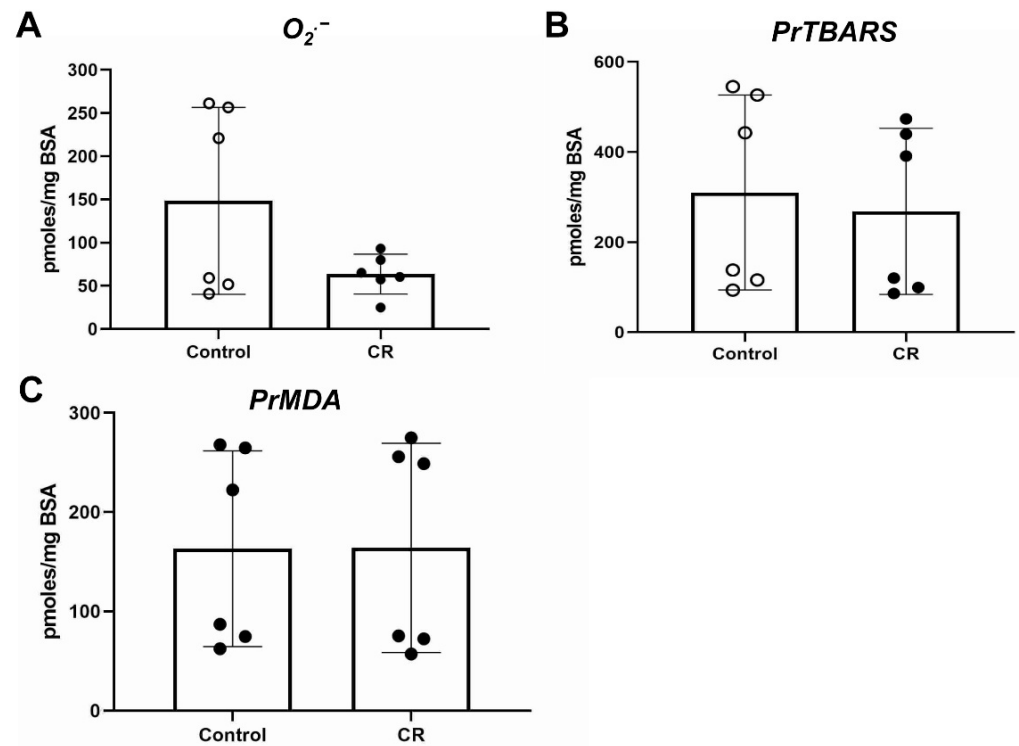 A
O₂·⁻
pmoles/mg BSA
300
250
200
150
100
50
0
Control
CR
B
PrTBARS
pmoles/mg BSA
600
400
200
0
Control
CR
C
PrMDA
pmoles/mg BSA
300
200
100
0
Control
CR